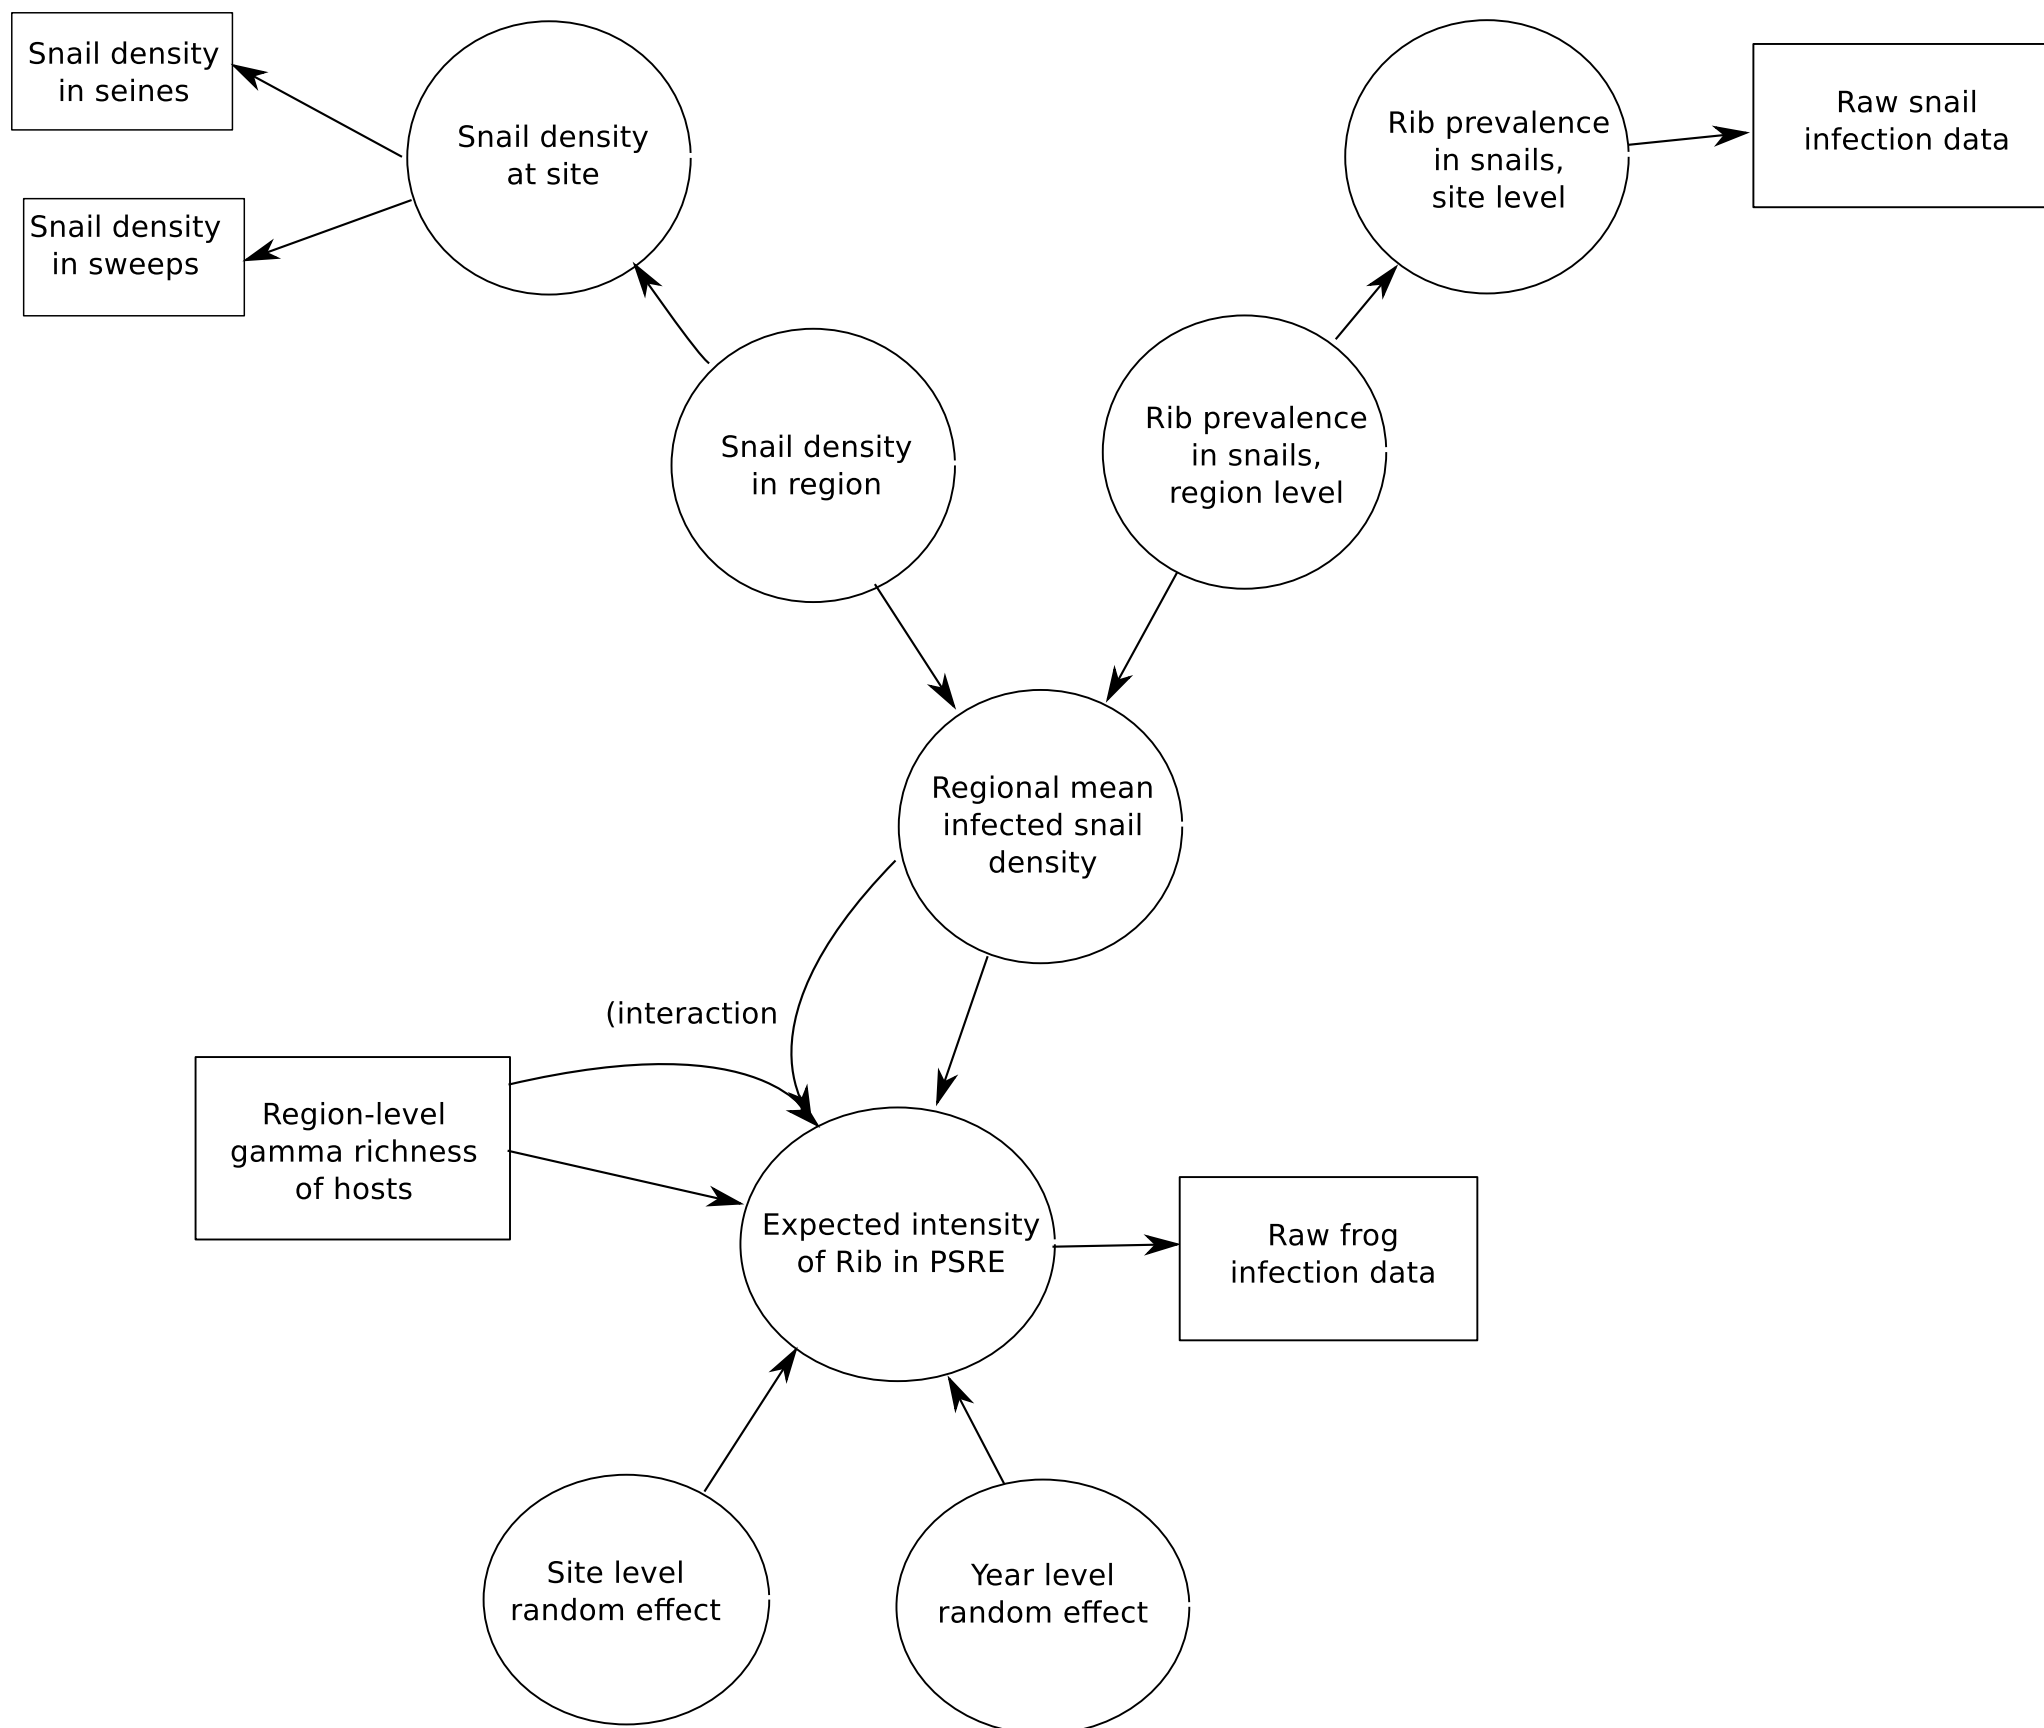 Snail density
in seines
Snail density
in sweeps
Snail density
at site
Rib prevalence
in snails,
site level
Raw snail
infection data
Snail density
in region
Rib prevalence
in snails,
region level
Regional mean
infected snail
density
(interaction
Region-level
gamma richness
of hosts
Expected intensity
of Rib in PSRE
Raw frog
infection data
Site level
random effect
Year level
random effect